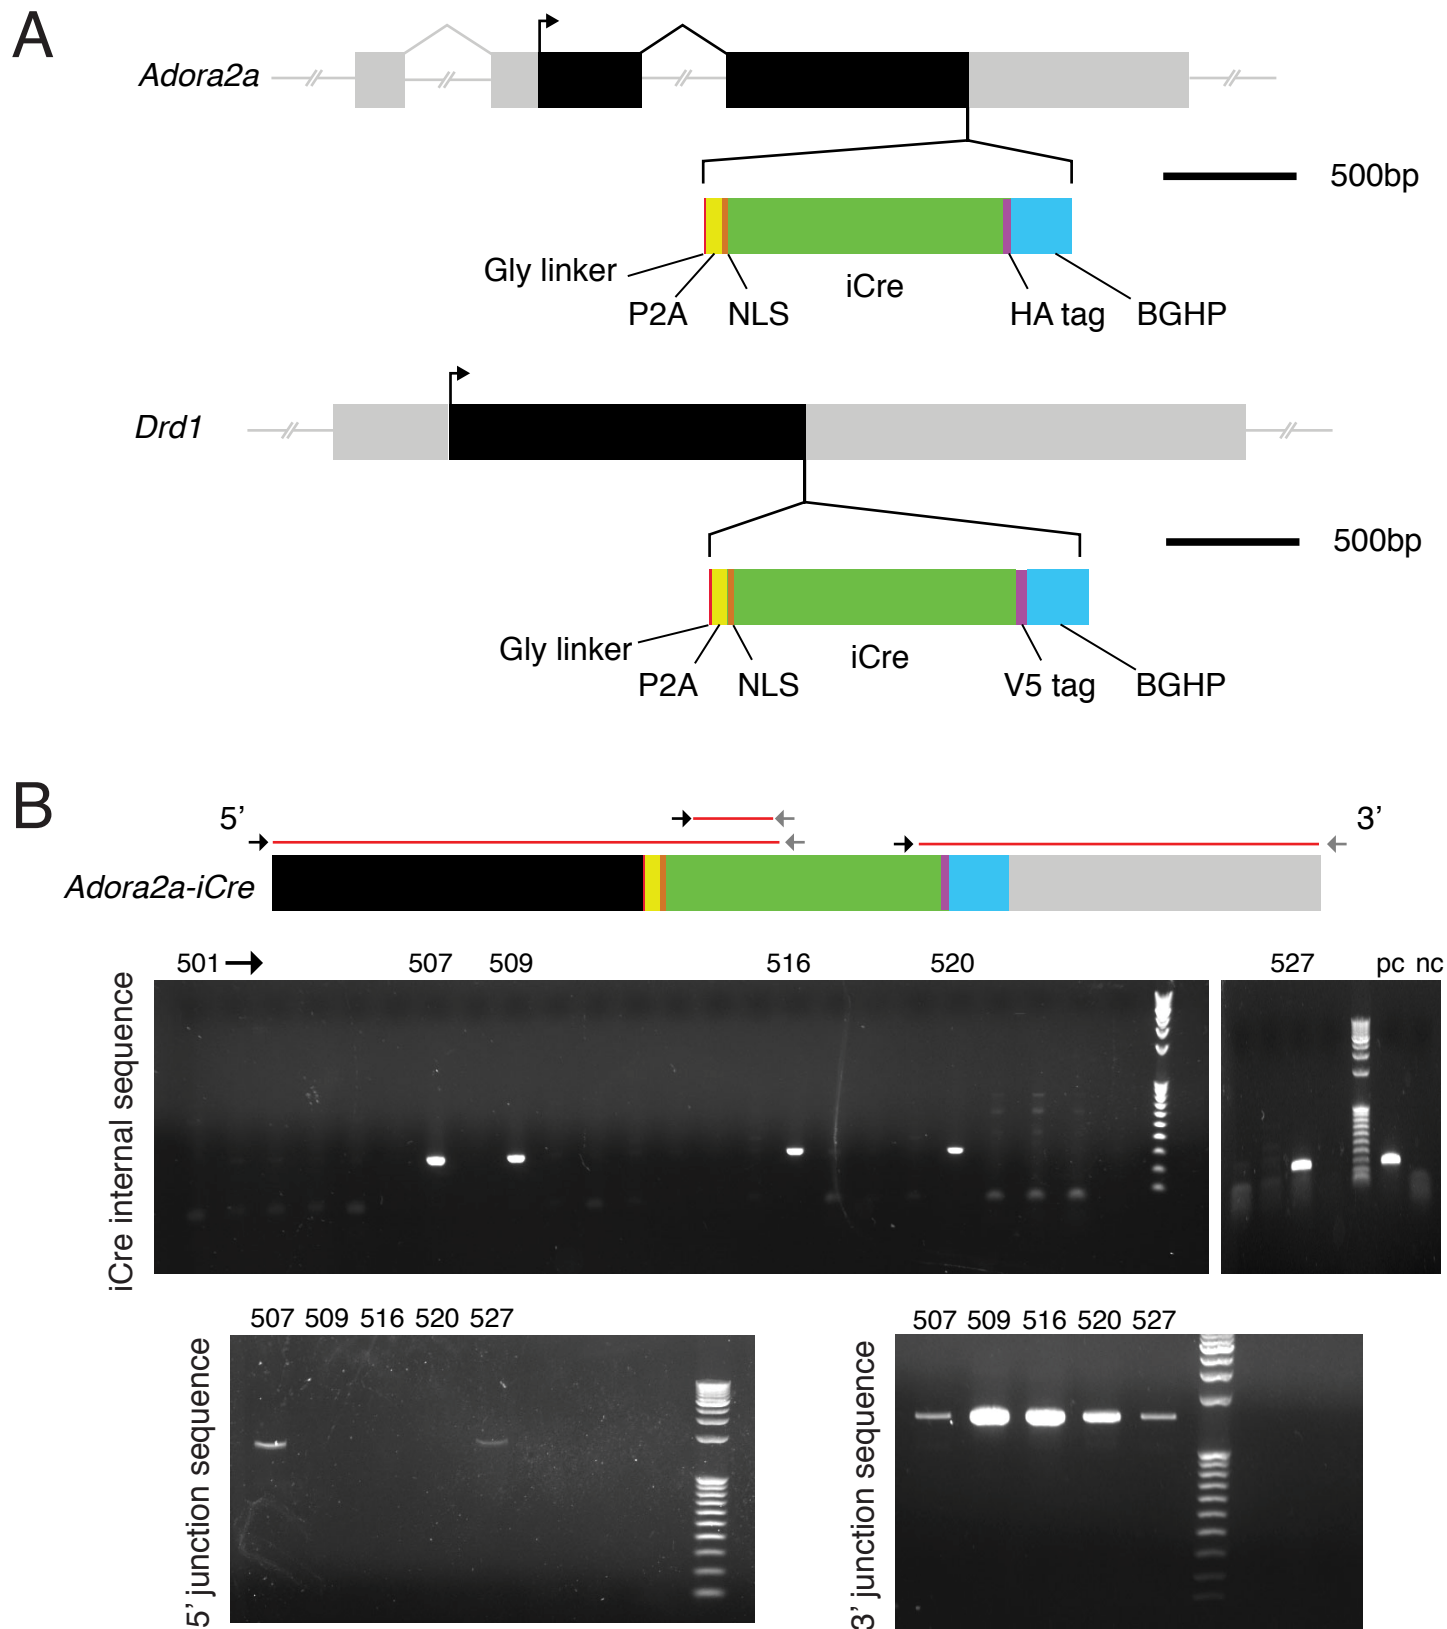 A
Adora2a
500bp
Gly linker
P2A
NLS
iCre
HA tag
BGHP
Drd1
500bp
Gly linker
P2A
NLS
iCre
V5 tag
BGHP
B
5’
3’
Adora2a-iCre
501 507 509 516 520 527 pc nc
iCre internal sequence
507 509 516 520 527
5’ junction sequence
507 509 516 520 527
3’ junction sequence